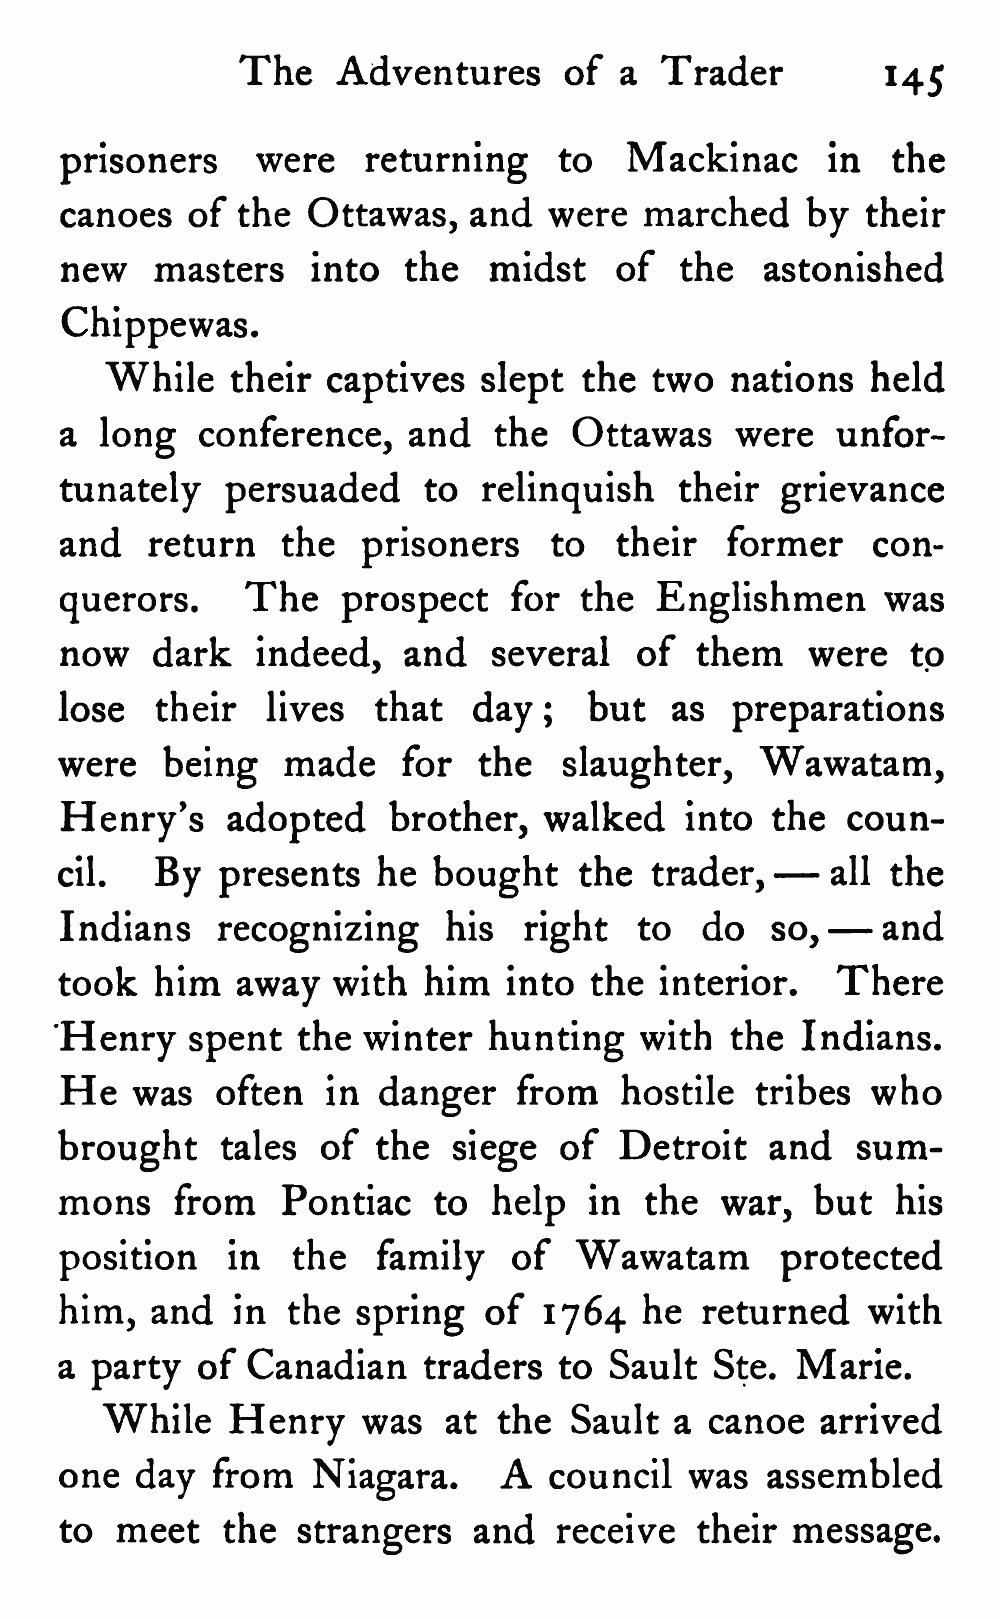 The Adventures of a Trader 145
prisoners were returning to Mackinac in the
canoes of the Ottawas, and were marched by their
new masters into the midst of the astonished
Chippewas.
While their captives slept the two nations held
a long conference, and the Ottawas were unfor-
tunately persuaded to relinquish their grievance
and return the prisoners to their former con-
querors. The prospect for the Englishmen was
now dark indeed, and several of them were to
lose their lives that day; but as preparations
were being made for the slaughter, Wawatam,
Henry's adopted brother, walked into the coun-
cil. By presents he bought the trader, — all the
Indians recognizing his right to do so, — and
took him away with him into the interior. There
Henry spent the winter hunting with the Indians.
He was often in danger from hostile tribes who
brought tales of the siege of Detroit and sum-
mons from Pontiac to help in the war, but his
position in the family of Wawatam protected
him, and in the spring of 1764 he returned with
a party of Canadian traders to Sault Ste. Marie.
While Henry was at the Sault a canoe arrived
one day from Niagara. A council was assembled
to meet the strangers and receive their message.